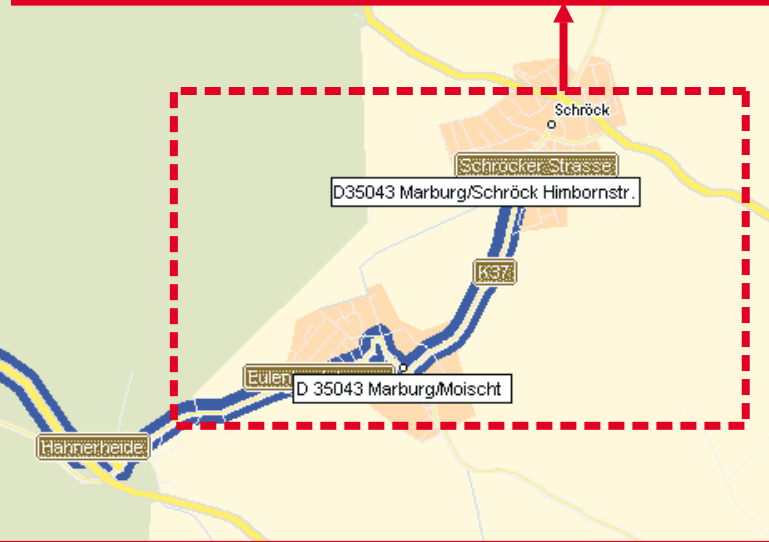 Schröck
Schröcker Strasse
D35043 Marburg/Schröck Himbornstr.
K37
D 35043 Marburg/Moischt
Hahnerheide